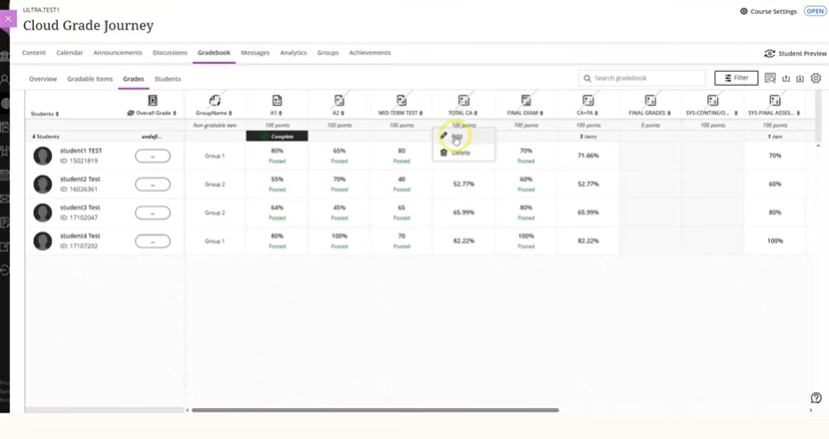 ULTRA.TEST1
Cloud Grade Journey
Course Settings OPEN
Content Calendar Announcements Discussions Gradebook Messages Analytics Groups Achievements
Student Preview
Overview Gradable Items Grades Students
Search gradebook
Filter
Students Overall Grade GroupName A1 A2 MID-TERM TEST TOTAL CA FINAL EXAM CA+FA FINAL GRADES SYS-CONTINUO... SYS-FINAL ASSES...
Non-gradable item 100 points 100 points 100 points 100 points 100 points 100 points 0 points 100 points 100 points
4 Students undefi... Complete Edit 1 item
student1 TEST 80% 65% 80 Delete 70%
ID: 15021819 Group 1 Posted Posted Posted Posted 71.66% 70%
student2 Test 55% 70% 40 60%
ID: 16026361 Group 2 Posted Posted Posted 52.77% Posted 52.77% 60%
student3 Test 64% 45% 65 80%
ID: 17102047 Group 2 Posted Posted Posted 65.99% Posted 65.99% 80%
student4 Test 80% 100% 70 100%
ID: 17107202 Group 1 Posted Posted Posted 82.22% Posted 82.22% 100%